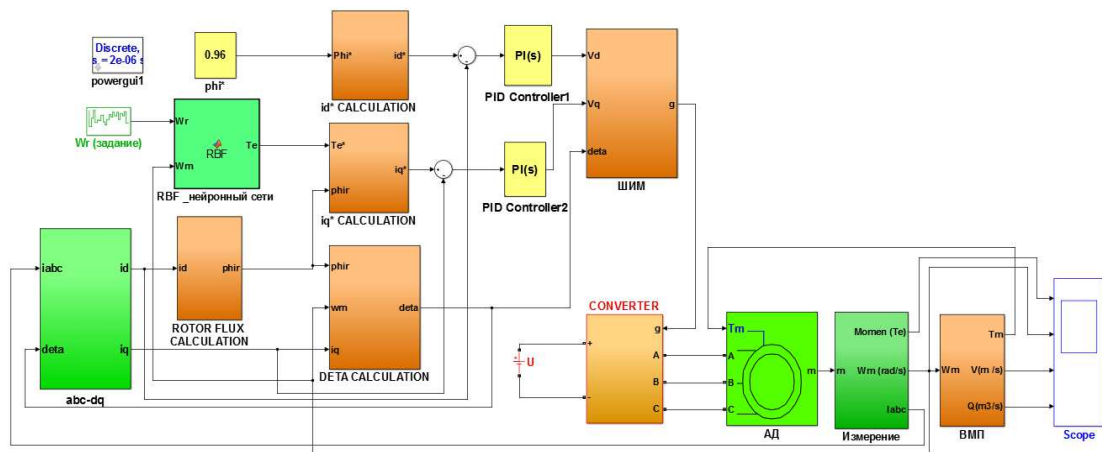 Discrete,
s = 2e-06 s
powergui1
0.96
phi*
Phi*
id*
id* CALCULATION
PI(s)
PID Controller1
Vd
Vq
deta
g
ШИМ
Wr (задание)
Wr
Wm
RBF
Te
RBF _нейронный сети
Te*
phir
iq*
iq* CALCULATION
PI(s)
PID Controller2
iabc
deta
id
iq
abc-dq
id
phir
ROTOR FLUX
CALCULATION
phir
wm
iq
deta
DETA CALCULATION
U
CONVERTER
+
-
g
A
B
C
Tm
A
B
C
m
АД
m
Momen (Te)
Wm (rad/s)
Iabc
Измерение
Wm
Tm
V(m /s)
Q(m3/s)
ВМП
Scope